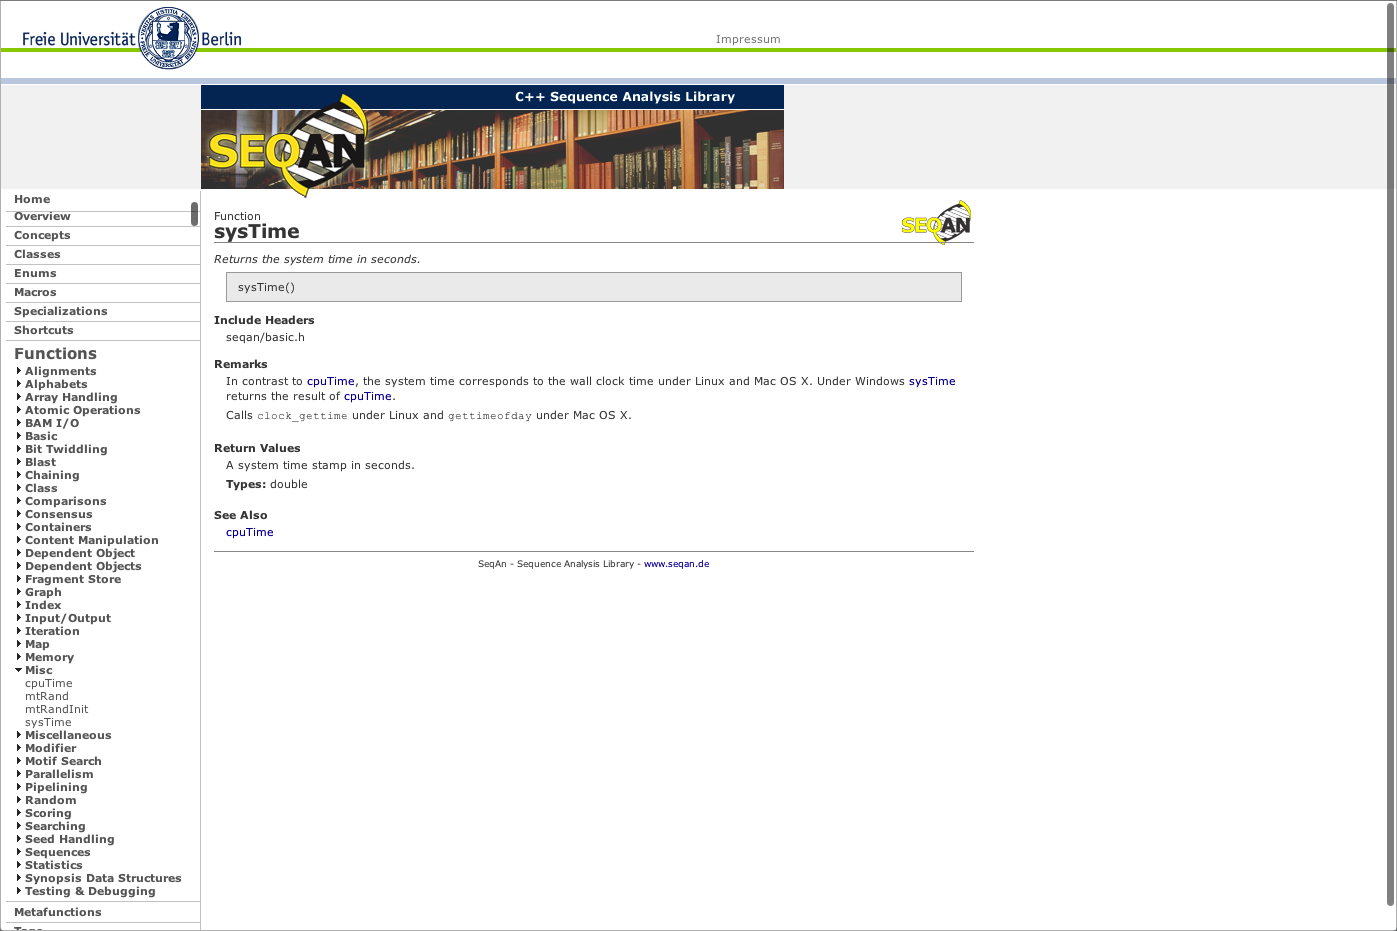 Freie Universität Berlin
Impressum
C++ Sequence Analysis Library
SEQAN
Home
Overview
Concepts
Classes
Enums
Macros
Specializations
Shortcuts
Functions
Alignments
Alphabets
Array Handling
Atomic Operations
BAM I/O
Basic
Bit Twiddling
Blast
Chaining
Class
Comparisons
Consensus
Containers
Content Manipulation
Dependent Object
Dependent Objects
Fragment Store
Graph
Index
Input/Output
Iteration
Map
Memory
Misc
cpuTime
mtRand
mtRandInit
sysTime
Miscellaneous
Modifier
Motif Search
Parallelism
Pipelining
Random
Scoring
Searching
Seed Handling
Sequences
Statistics
Synopsis Data Structures
Testing & Debugging
Metafunctions
Function
sysTime
SEQAN
Returns the system time in seconds.
sysTime()
Include Headers
seqan/basic.h
Remarks
In contrast to cpuTime, the system time corresponds to the wall clock time under Linux and Mac OS X. Under Windows sysTime
returns the result of cpuTime.
Calls clock_gettime under Linux and gettimeofday under Mac OS X.
Return Values
A system time stamp in seconds.
Types: double
See Also
cpuTime
SeqAn - Sequence Analysis Library - www.seqan.de